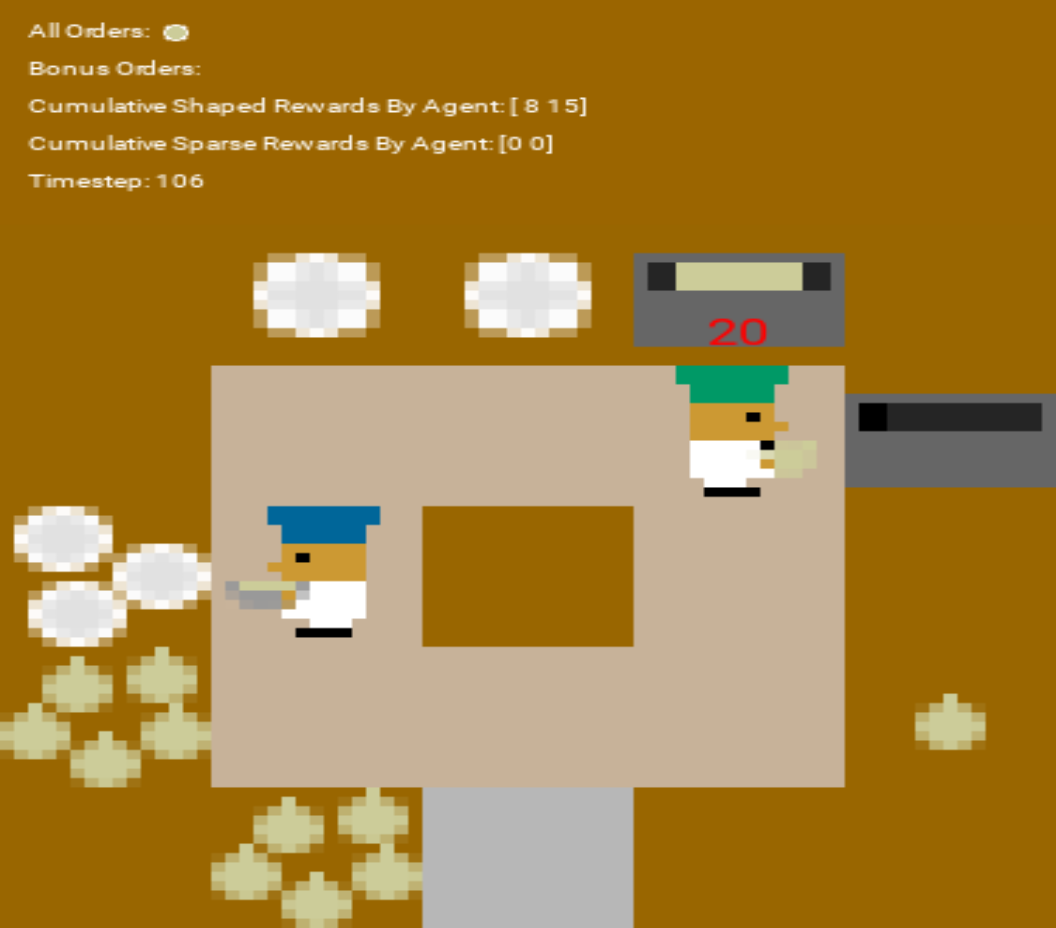 All Orders:
Bonus Orders:
Cumulative Shaped Rewards By Agent: [ 8 15]
Cumulative Sparse Rewards By Agent: [0 0]
Timestep: 106
20